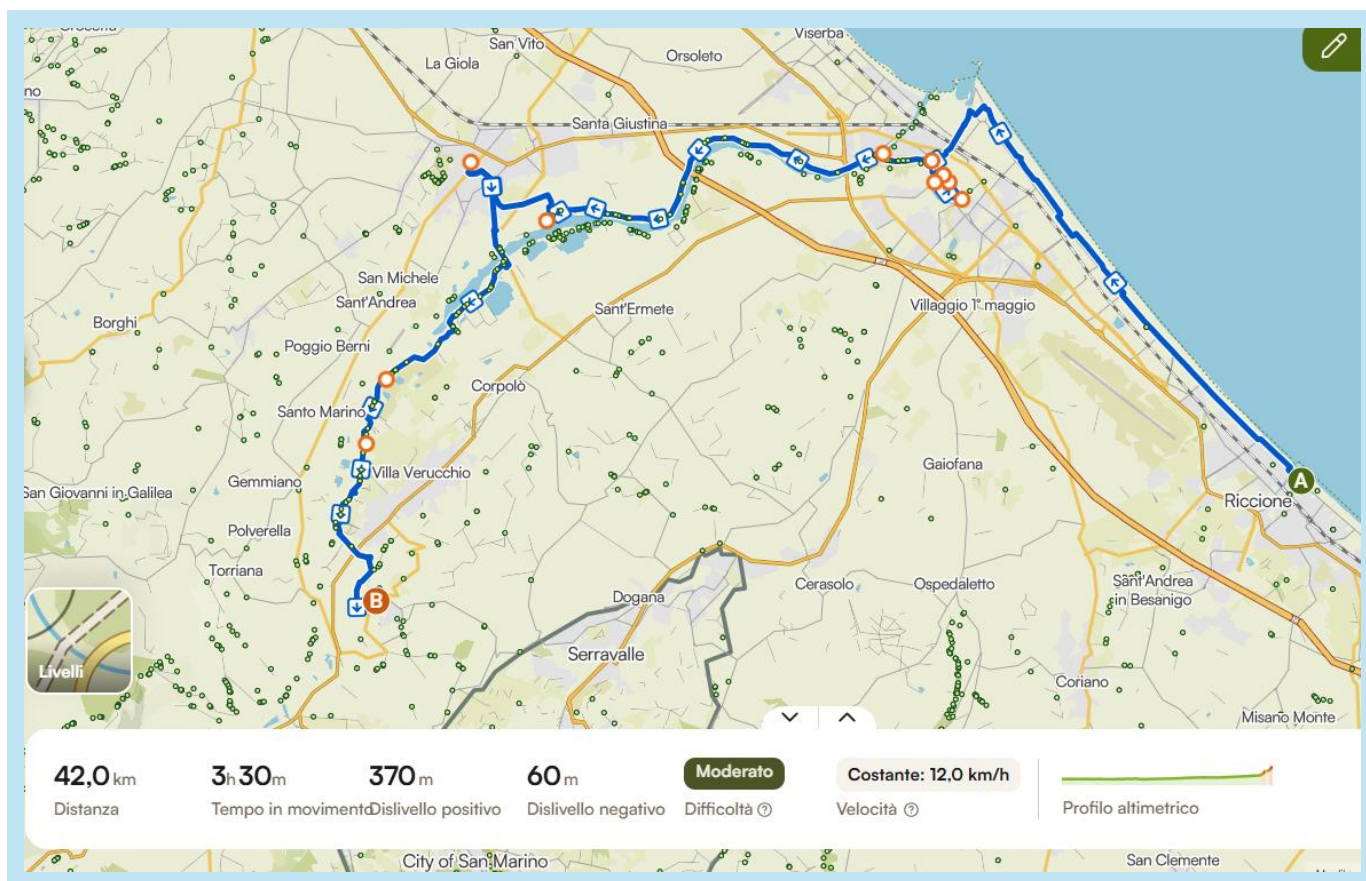 San Vito
Viserba
La Giola
Orsoleto
no
Santa Giustina
San Michele
Sant'Andrea
Sant'Ermete
Villaggio 1° maggio
Borghi
Poggio Berni
Corpolò
Santo Marino
Gaiofana
Villa Verucchio
A
Gemmiano
San Giovanni in Galilea
Riccione
Polverella
Torriana
Cerasolo
Ospedaletto
Sant'Andrea
in Besanigo
Dogana
B
Serravalle
Livelli
Coriano
Misano Monte
42,0 km
3h 30m
370 m
60 m
Moderato
Costante: 12,0 km/h
Distanza
Tempo in movimento
Dislivello positivo
Dislivello negativo
Difficoltà
Velocità
Profilo altimetrico
City of San Marino
San Clemente